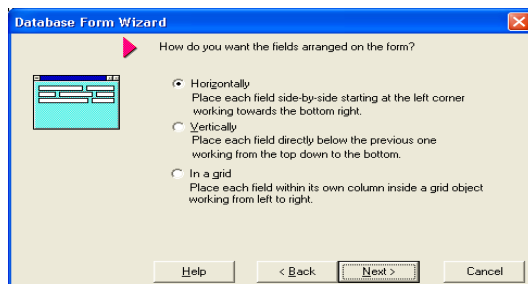 Database Form Wizard
How do you want the fields arranged on the form?
Horizontally
Place each field side-by-side starting at the left corner
working towards the bottom right.
Vertically
Place each field directly below the previous one
working from the top down to the bottom.
In a grid
Place each field within its own column inside a grid object
working from left to right.
Help
< Back
Next >
Cancel